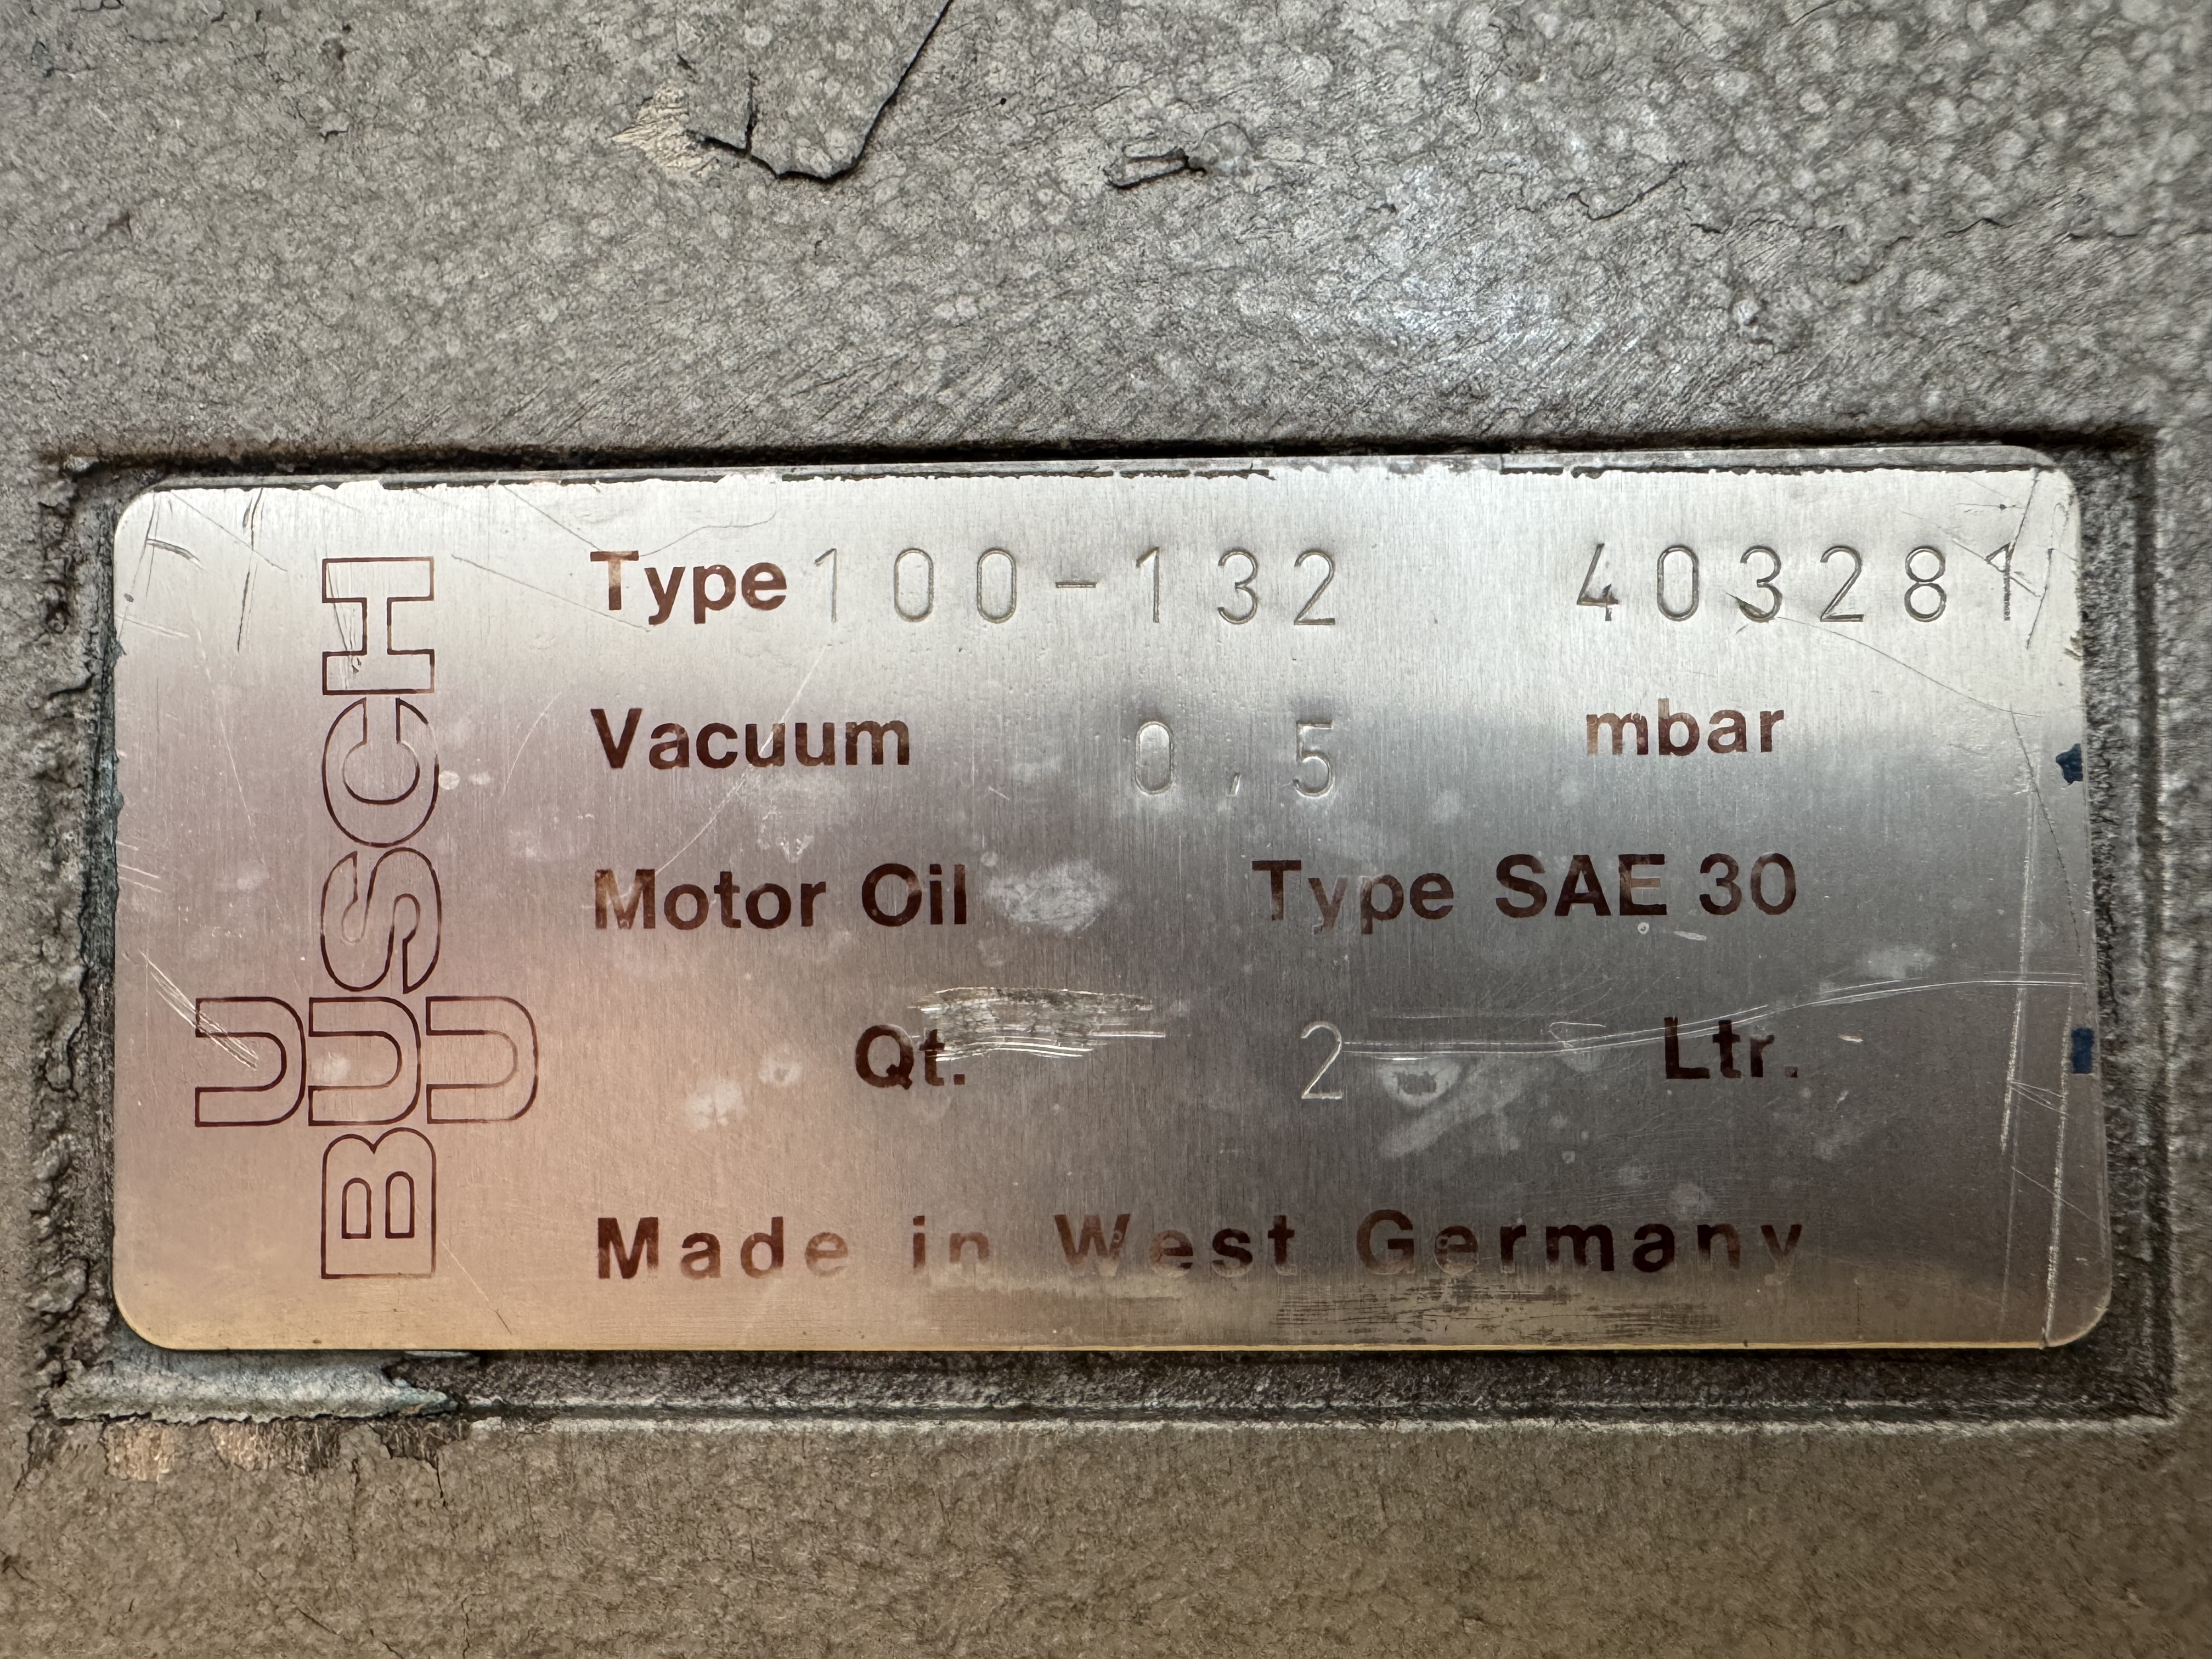 BUSCH
U U
Type 100-132 403281
Vacuum 0,5 mbar
Motor Oil Type SAE 30
Qt. 2 Ltr.
Made in West Germany